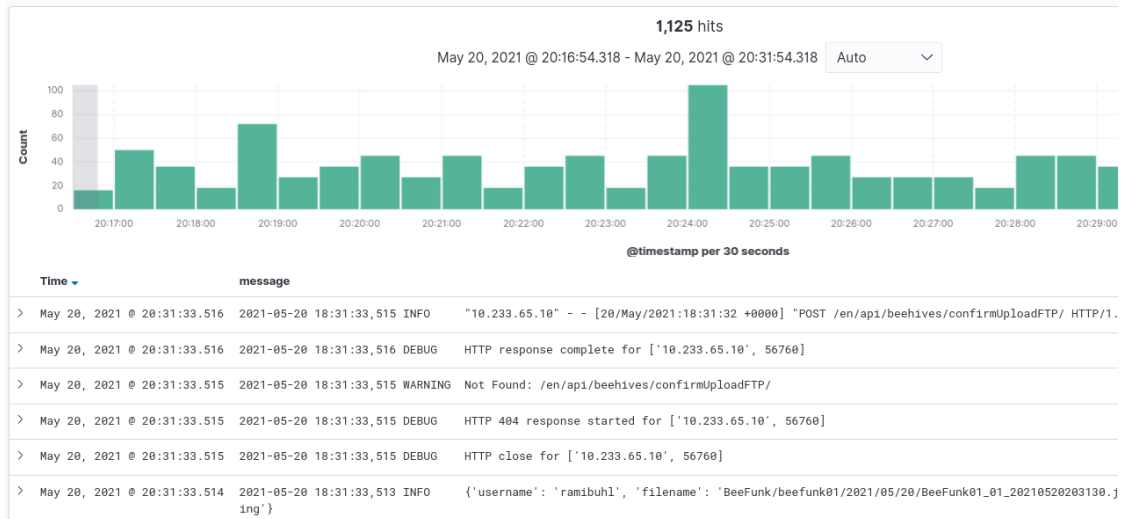 1,125 hits
May 20, 2021 @ 20:16:54.318 - May 20, 2021 @ 20:31:54.318 Auto
Count
100
80
60
40
20
0
20:17:00 20:18:00 20:19:00 20:20:00 20:21:00 20:22:00 20:23:00 20:24:00 20:25:00 20:26:00 20:27:00 20:28:00 20:29:00
@timestamp per 30 seconds
Time message
May 20, 2021 @ 20:31:33.516 2021-05-20 18:31:33,515 INFO "10.233.65.10" - - [20/May/2021:18:31:32 +0000] "POST /en/api/beehives/confirmUploadFTP/ HTTP/1.
May 20, 2021 @ 20:31:33.516 2021-05-20 18:31:33,516 DEBUG HTTP response complete for ['10.233.65.10', 56760]
May 20, 2021 @ 20:31:33.515 2021-05-20 18:31:33,515 WARNING Not Found: /en/api/beehives/confirmUploadFTP/
May 20, 2021 @ 20:31:33.515 2021-05-20 18:31:33,515 DEBUG HTTP 404 response started for ['10.233.65.10', 56760]
May 20, 2021 @ 20:31:33.515 2021-05-20 18:31:33,515 DEBUG HTTP close for ['10.233.65.10', 56760]
May 20, 2021 @ 20:31:33.514 2021-05-20 18:31:33,513 INFO {'username': 'ramibuhl', 'filename': 'BeeFunk/beefunk01/2021/05/20/BeeFunk01_01_20210520203130.j
ing'}